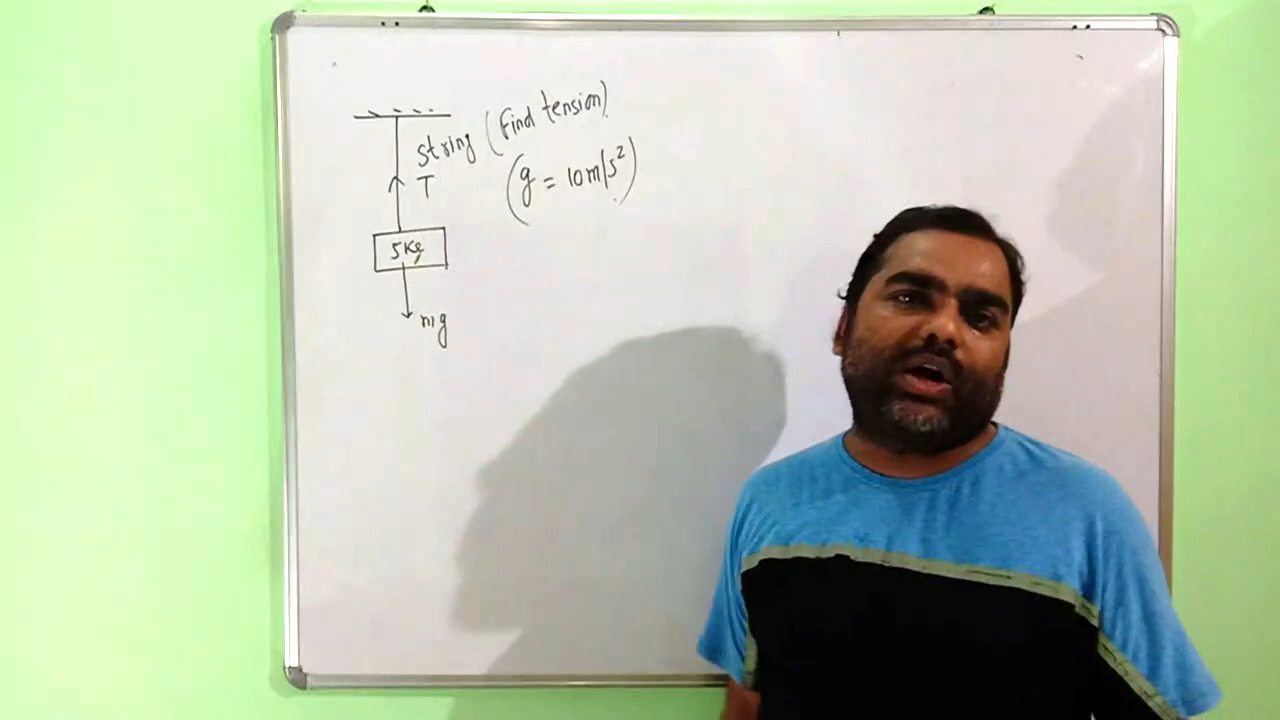 String (Find tension)
T
(g = 10m/s²)
5Kg
mg